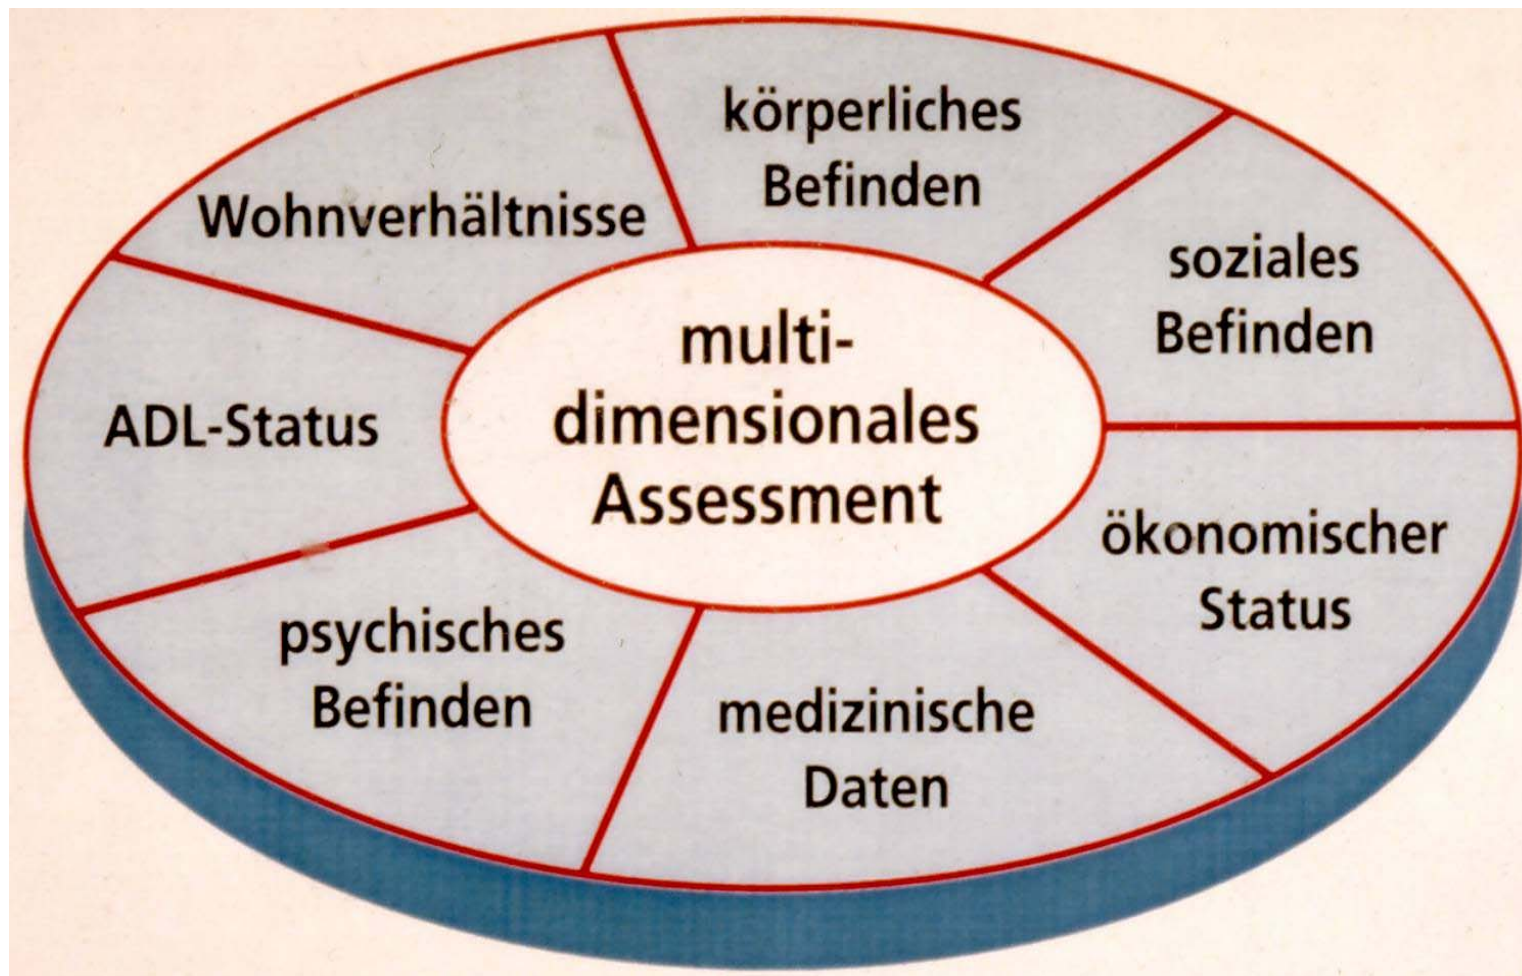 körperliches
Befinden
soziales
Befinden
ökonomischer
Status
medizinische
Daten
psychisches
Befinden
ADL-Status
Wohnverhältnisse
multi-
dimensionales
Assessment